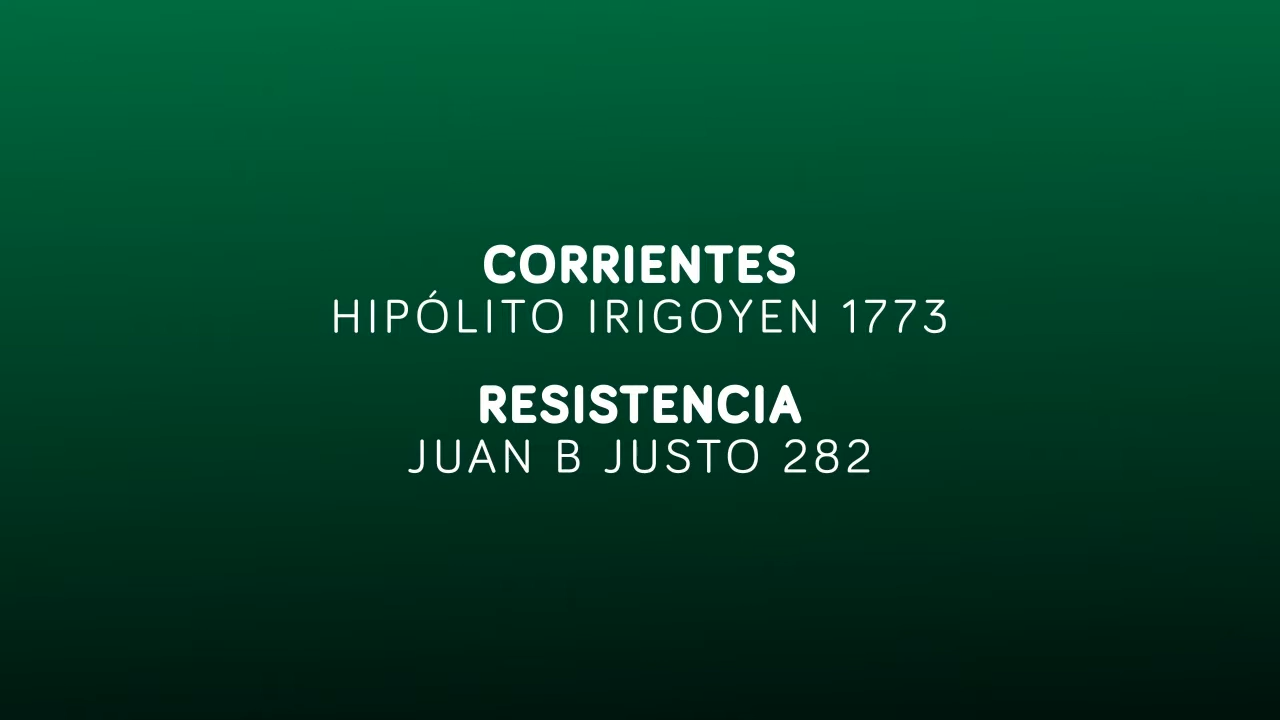 CORRIENTES
HIPÓLITO IRIGOYEN 1773
RESISTENCIA
JUAN B JUSTO 282